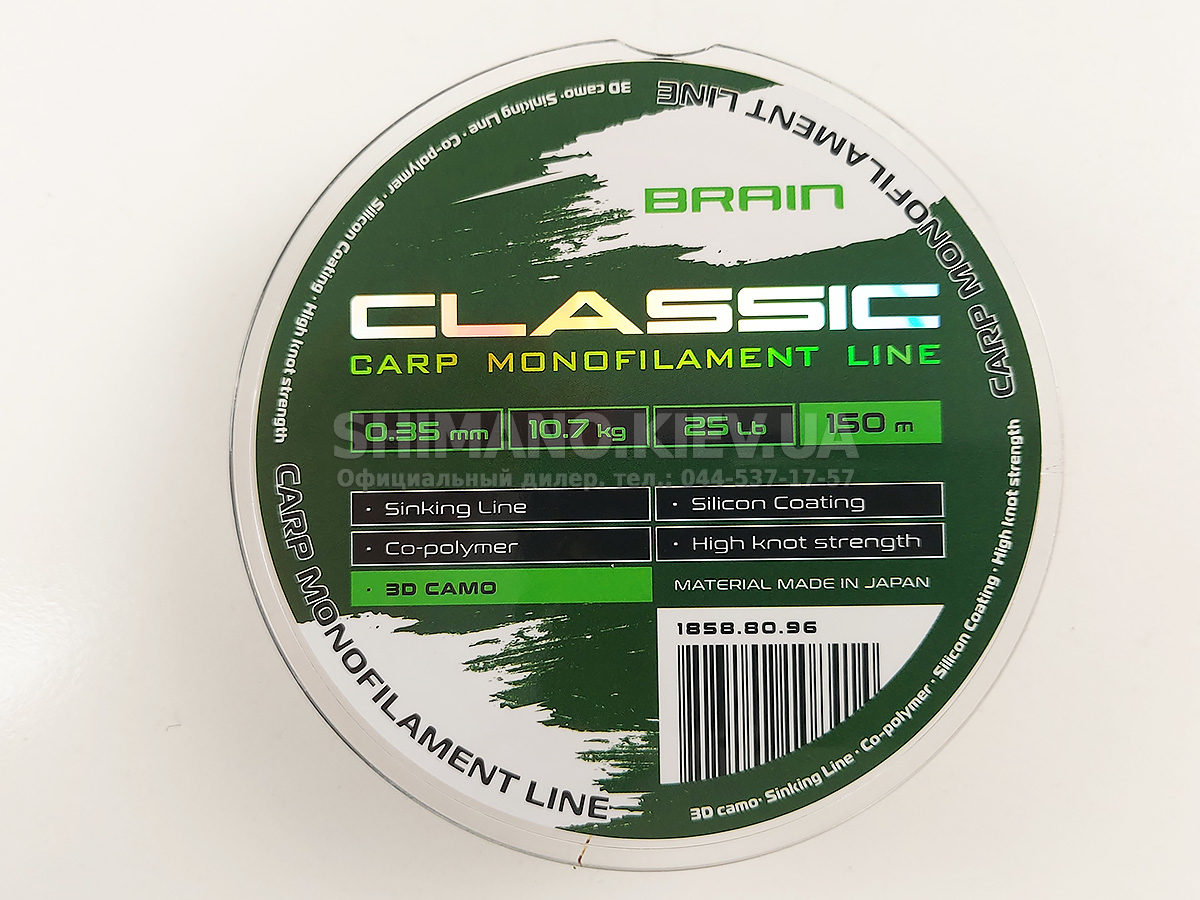 BRAIN
CLASSIC
CARP MONOFILAMENT LINE
0.35 mm 10.7 kg 25 Lb 150 m
SHIMANO.KIEV.UA
Официальный дилер. тел.: 044-537-17-57
· Sinking Line
· Silicon Coating
· Co-polymer
· High knot strength
· 3D CAMO
MATERIAL MADE IN JAPAN
1858.80.96
CARP MONOFILAMENT LINE
3D camo· Sinking Line · Co-polymer · Silicon Coating · High knot strength
CARP MONOFILAMENT LINE
3D camo· Sinking Line · Co-polymer · Silicon Coating · High knot strength